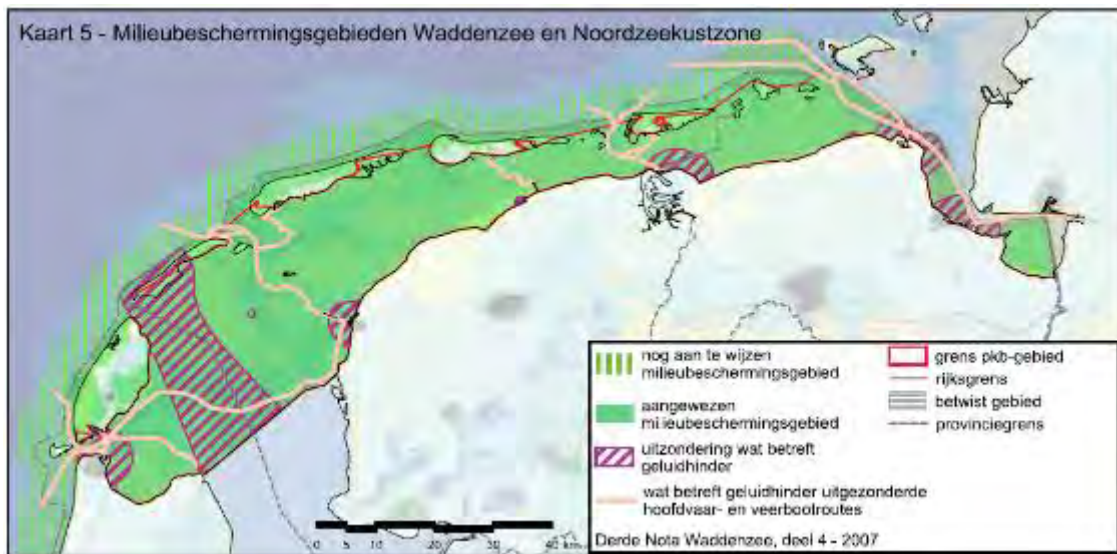 Kaart 5 - Milieubeschermingsgebieden Waddenzee en Noordzeekustzone
nog aan te wijzen
milieubeschermingsgebied
aangewezen
milieubeschermingsgebied
uitzondering wat betreft
geluidhinder
wat betreft geluidhinder uitgezonderde
hoofdvaar- en veerbootroutes
grens pkb-gebied
rijksgrens
betwist gebied
provinciegrens
0 5 10 20 30 40 km
Derde Nota Waddenzee, deel 4 - 2007